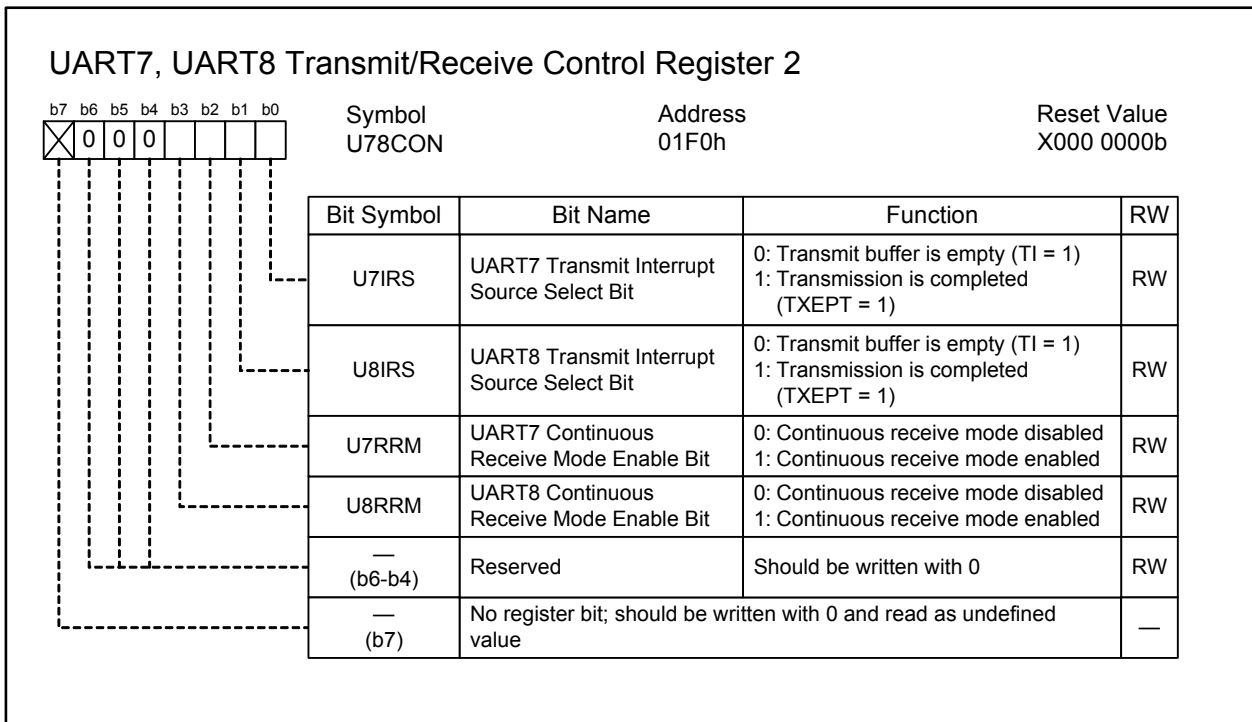 UART7, UART8 Transmit/Receive Control Register 2
b7 b6 b5 b4 b3 b2 b1 b0
0 0 0
Symbol Address Reset Value
U78CON 01F0h X000 0000b
Bit Symbol Bit Name Function RW
U7IRS
UART7 Transmit Interrupt
Source Select Bit
0: Transmit buffer is empty (TI = 1)
1: Transmission is completed
(TXEPT = 1)
RW
U8IRS
UART8 Transmit Interrupt
Source Select Bit
0: Transmit buffer is empty (TI = 1)
1: Transmission is completed
(TXEPT = 1)
RW
U7RRM
UART7 Continuous
Receive Mode Enable Bit
0: Continuous receive mode disabled
1: Continuous receive mode enabled
RW
U8RRM
UART8 Continuous
Receive Mode Enable Bit
0: Continuous receive mode disabled
1: Continuous receive mode enabled
RW
—
(b6-b4)
Reserved
Should be written with 0
RW
—
(b7)
No register bit; should be written with 0 and read as undefined
value
—